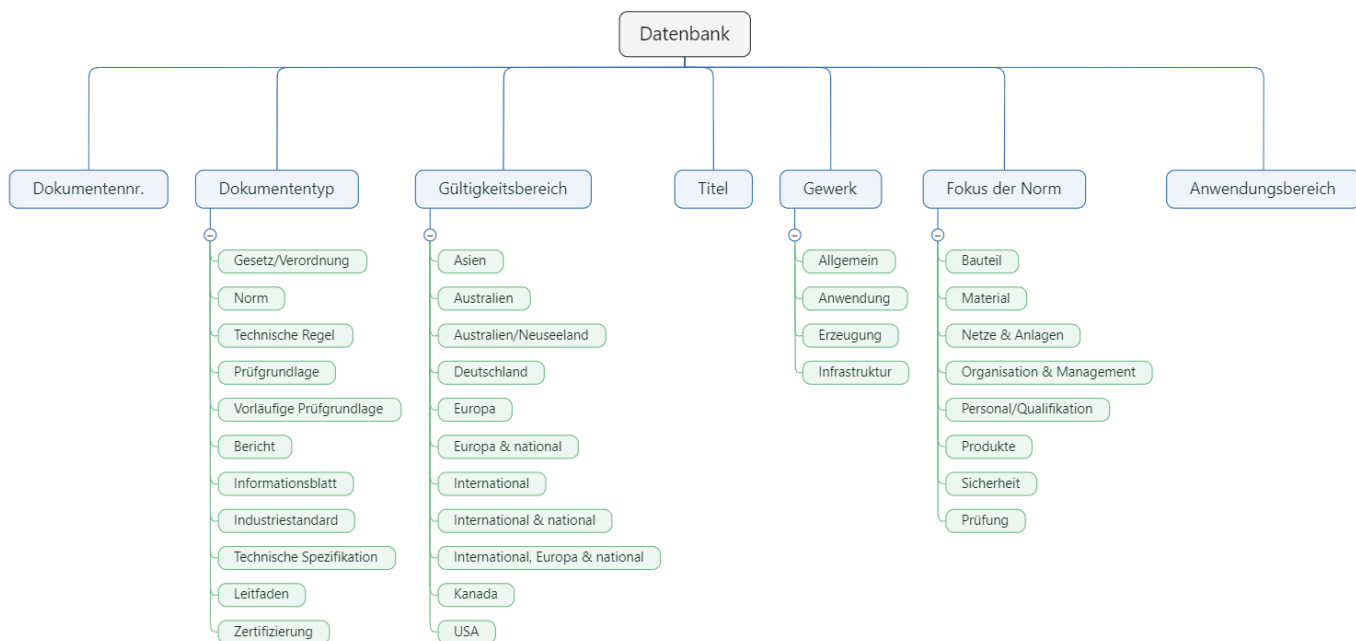 Datenbank
Dokumentennr.
Dokumententyp
Gültigkeitsbereich
Titel
Gewerk
Fokus der Norm
Anwendungsbereich
Gesetz/Verordnung
Norm
Technische Regel
Prüfgrundlage
Vorläufige Prüfgrundlage
Bericht
Informationsblatt
Industriestandard
Technische Spezifikation
Leitfaden
Zertifizierung
Asien
Australien
Australien/Neuseeland
Deutschland
Europa
Europa & national
International
International & national
International, Europa & national
Kanada
USA
Allgemein
Anwendung
Erzeugung
Infrastruktur
Bauteil
Material
Netze & Anlagen
Organisation & Management
Personal/Qualifikation
Produkte
Sicherheit
Prüfung